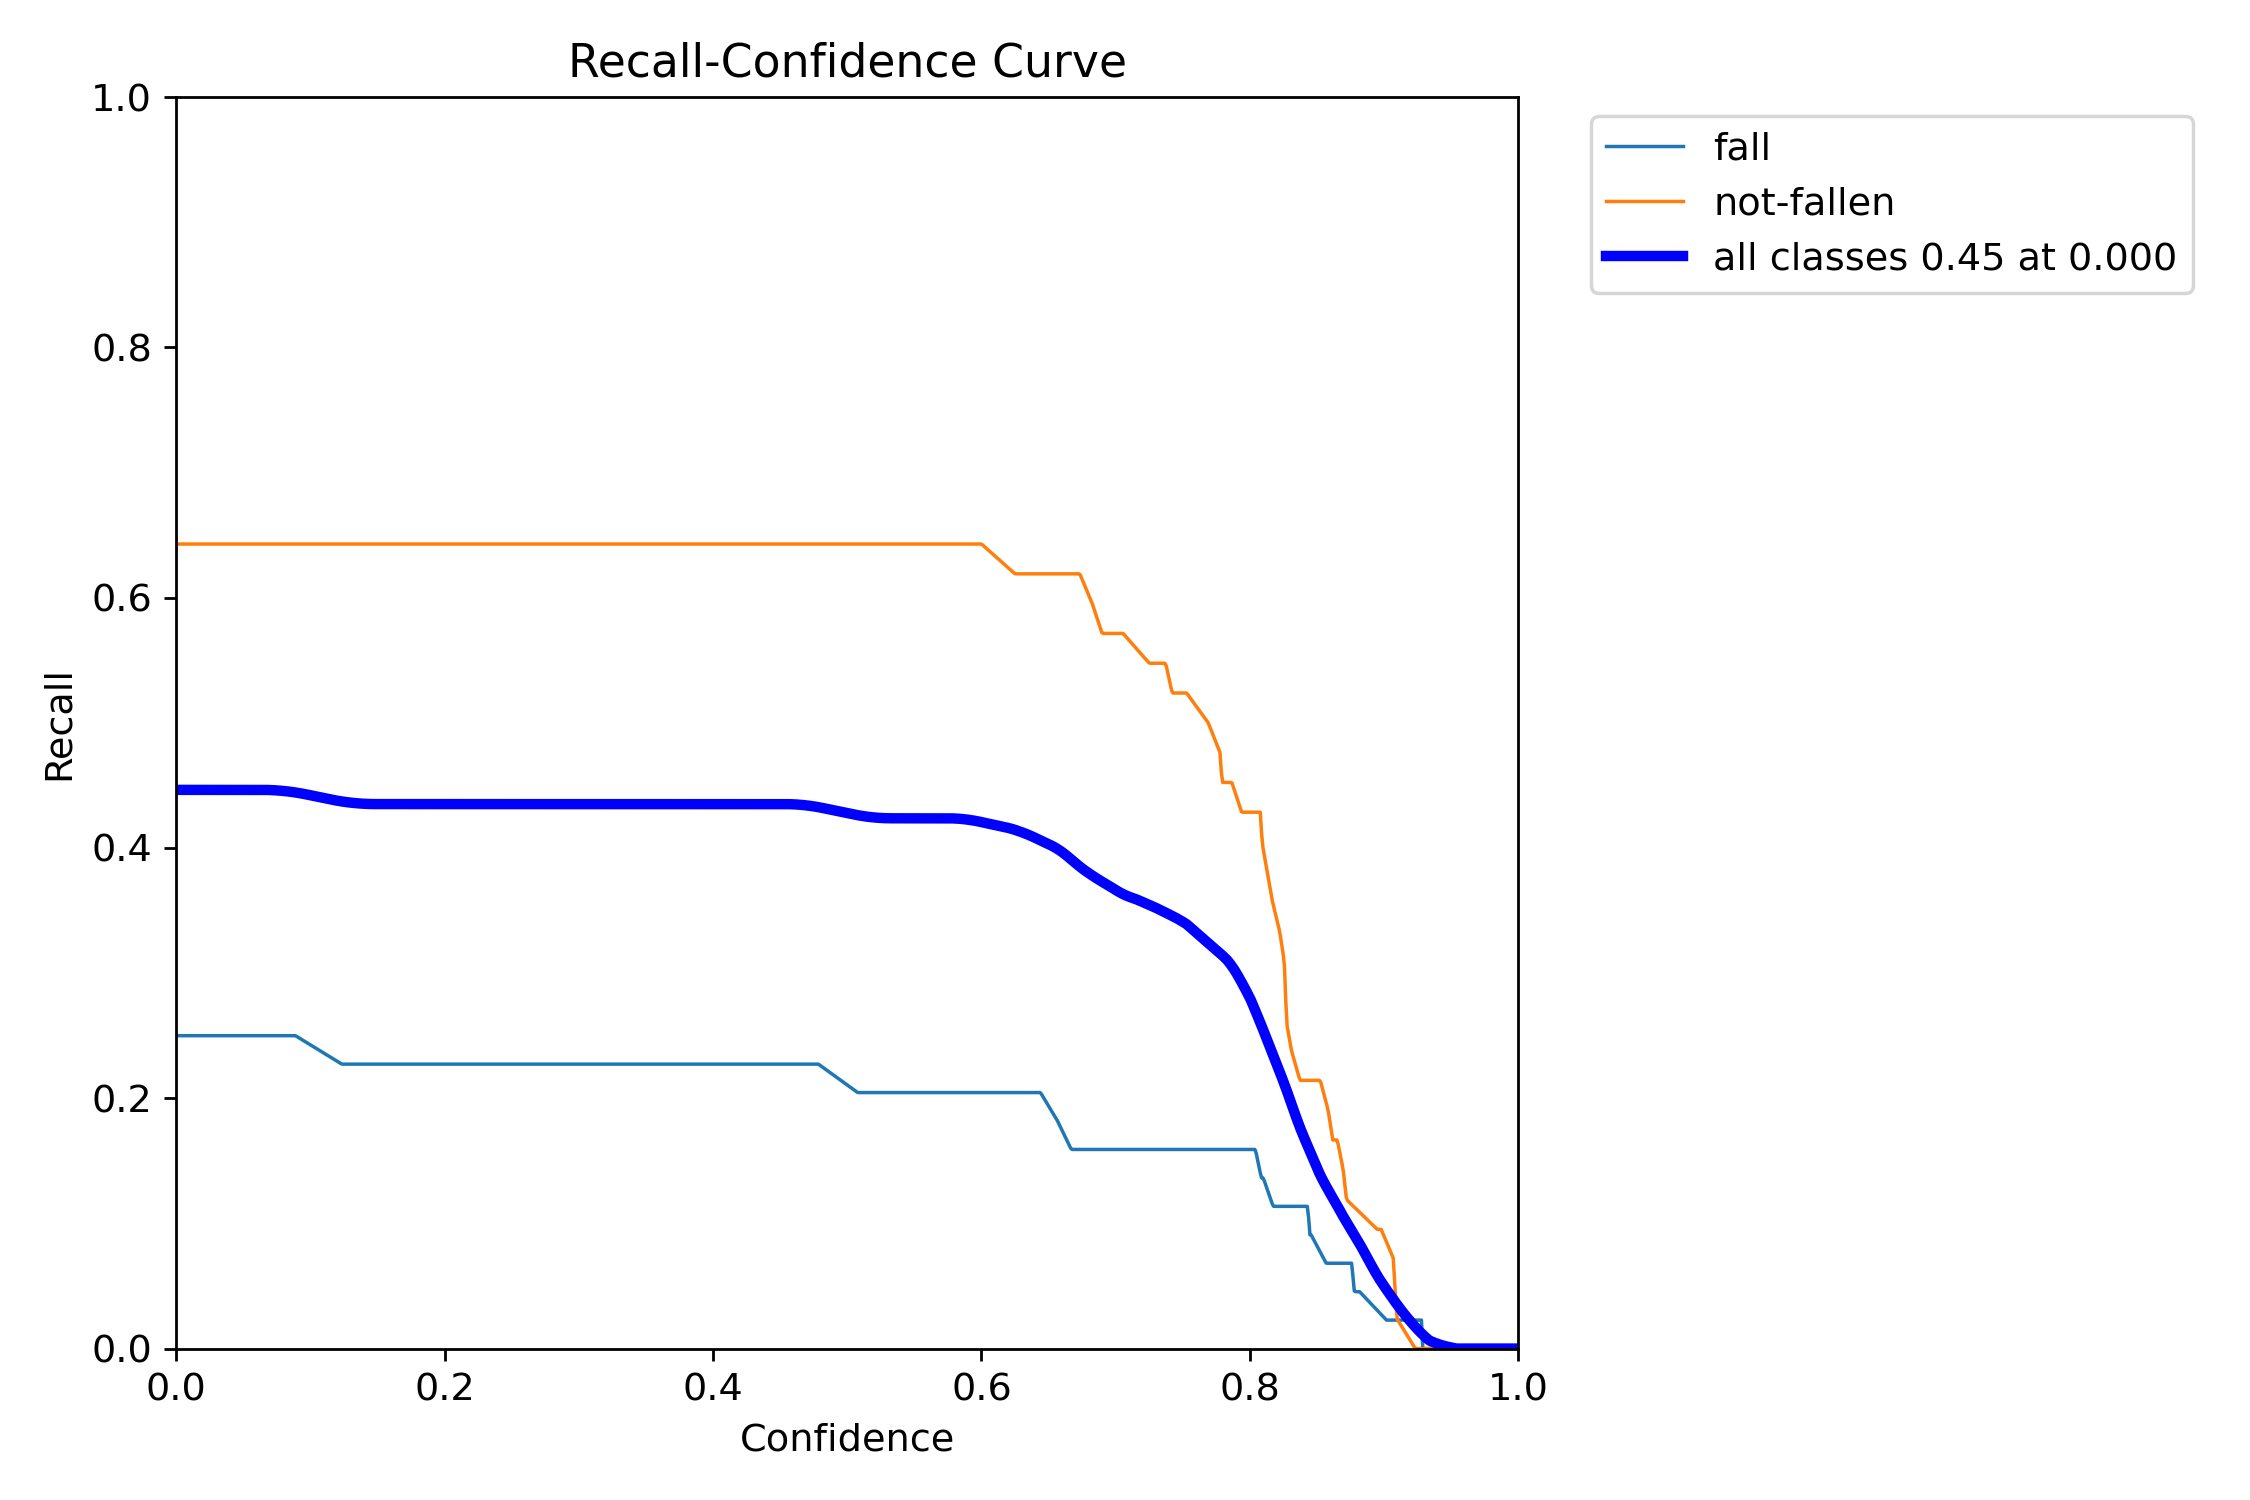 Recall-Confidence Curve
1.0
0.8
0.6
0.4
0.2
0.0
Recall
0.0 0.2 0.4 0.6 0.8 1.0
Confidence
fall
not-fallen
all classes 0.45 at 0.000